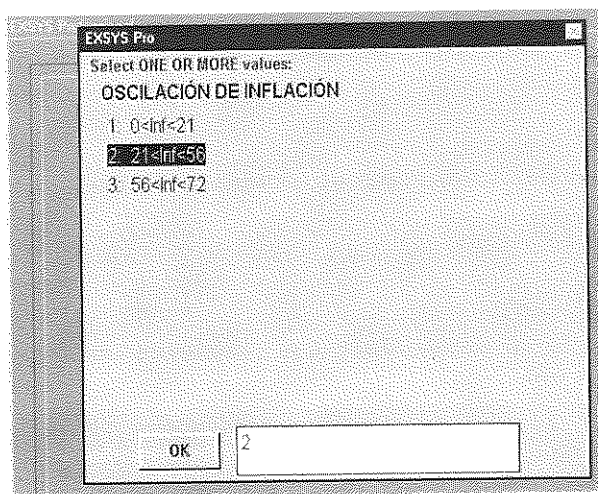 EXSYS Pro
Select ONE OR MORE values:
OSCILACIÓN DE INFLACIÓN
1 0<Inf<21
2 21<Inf<56
3 56<Inf<72
OK
2